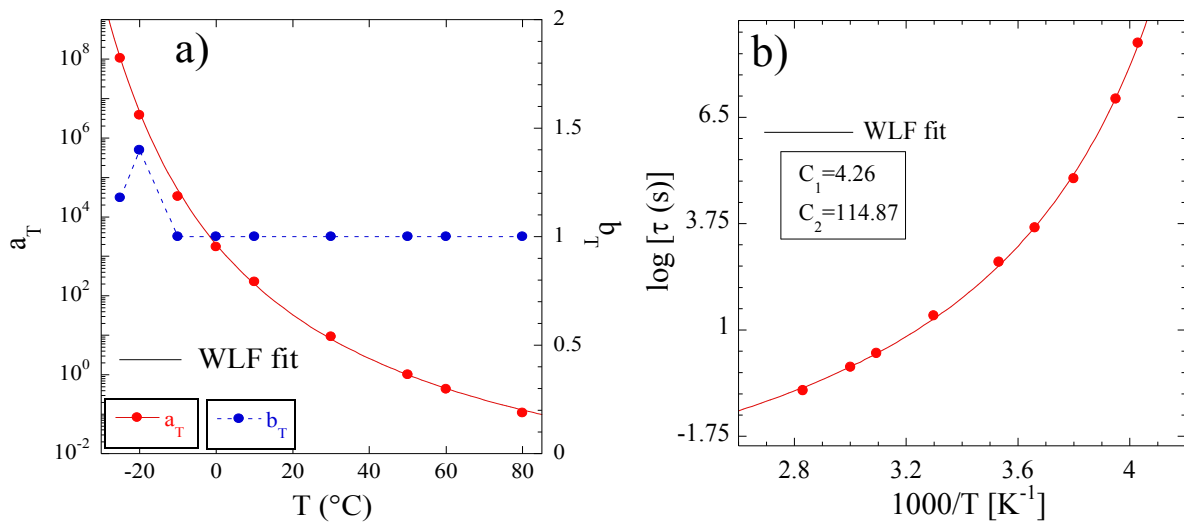 a)
10^8
10^6
10^4
10^2
10^0
10^-2
a_T
-20
0
20
40
60
80
T (°C)
2
1.5
1
0.5
0
b_T
WLF fit
a_T
b_T
b)
6.5
3.75
1
-1.75
log [τ (s)]
WLF fit
C_1=4.26
C_2=114.87
2.8
3.2
3.6
4
1000/T [K^-1]